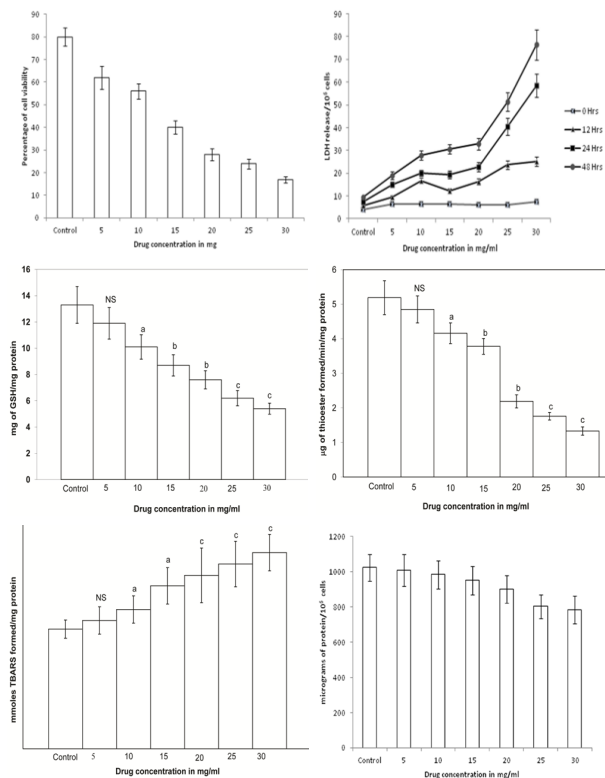 Percentage of cell viability
90
80
70
60
50
40
30
20
10
0
Control 5 10 15 20 25 30
Drug concentration in mg
LDH release/10⁵ cells
90
80
70
60
50
40
30
20
10
0
0 Hrs
12 Hrs
24 Hrs
48 Hrs
Control 5 10 15 20 25 30
Drug concentration in mg/ml
mg of GSH/mg protein
16
14
12
10
8
6
4
2
0
NS
a
b
b
c
c
Control 5 10 15 20 25 30
Drug concentration in mg/ml
µg of thioester formed/min/mg protein
6
5
4
3
2
1
0
NS
a
b
b
c
c
Control 5 10 15 20 25 30
Drug concentration in mg/ml
mmoles TBARS formed/mg protein
NS
a
a
c
c
c
Control 5 10 15 20 25 30
Drug concentration in mg/ml
micrograms of protein/10⁵ cells
1200
1000
800
600
400
200
0
Control 5 10 15 20 25 30
Drug concentration in mg/ml